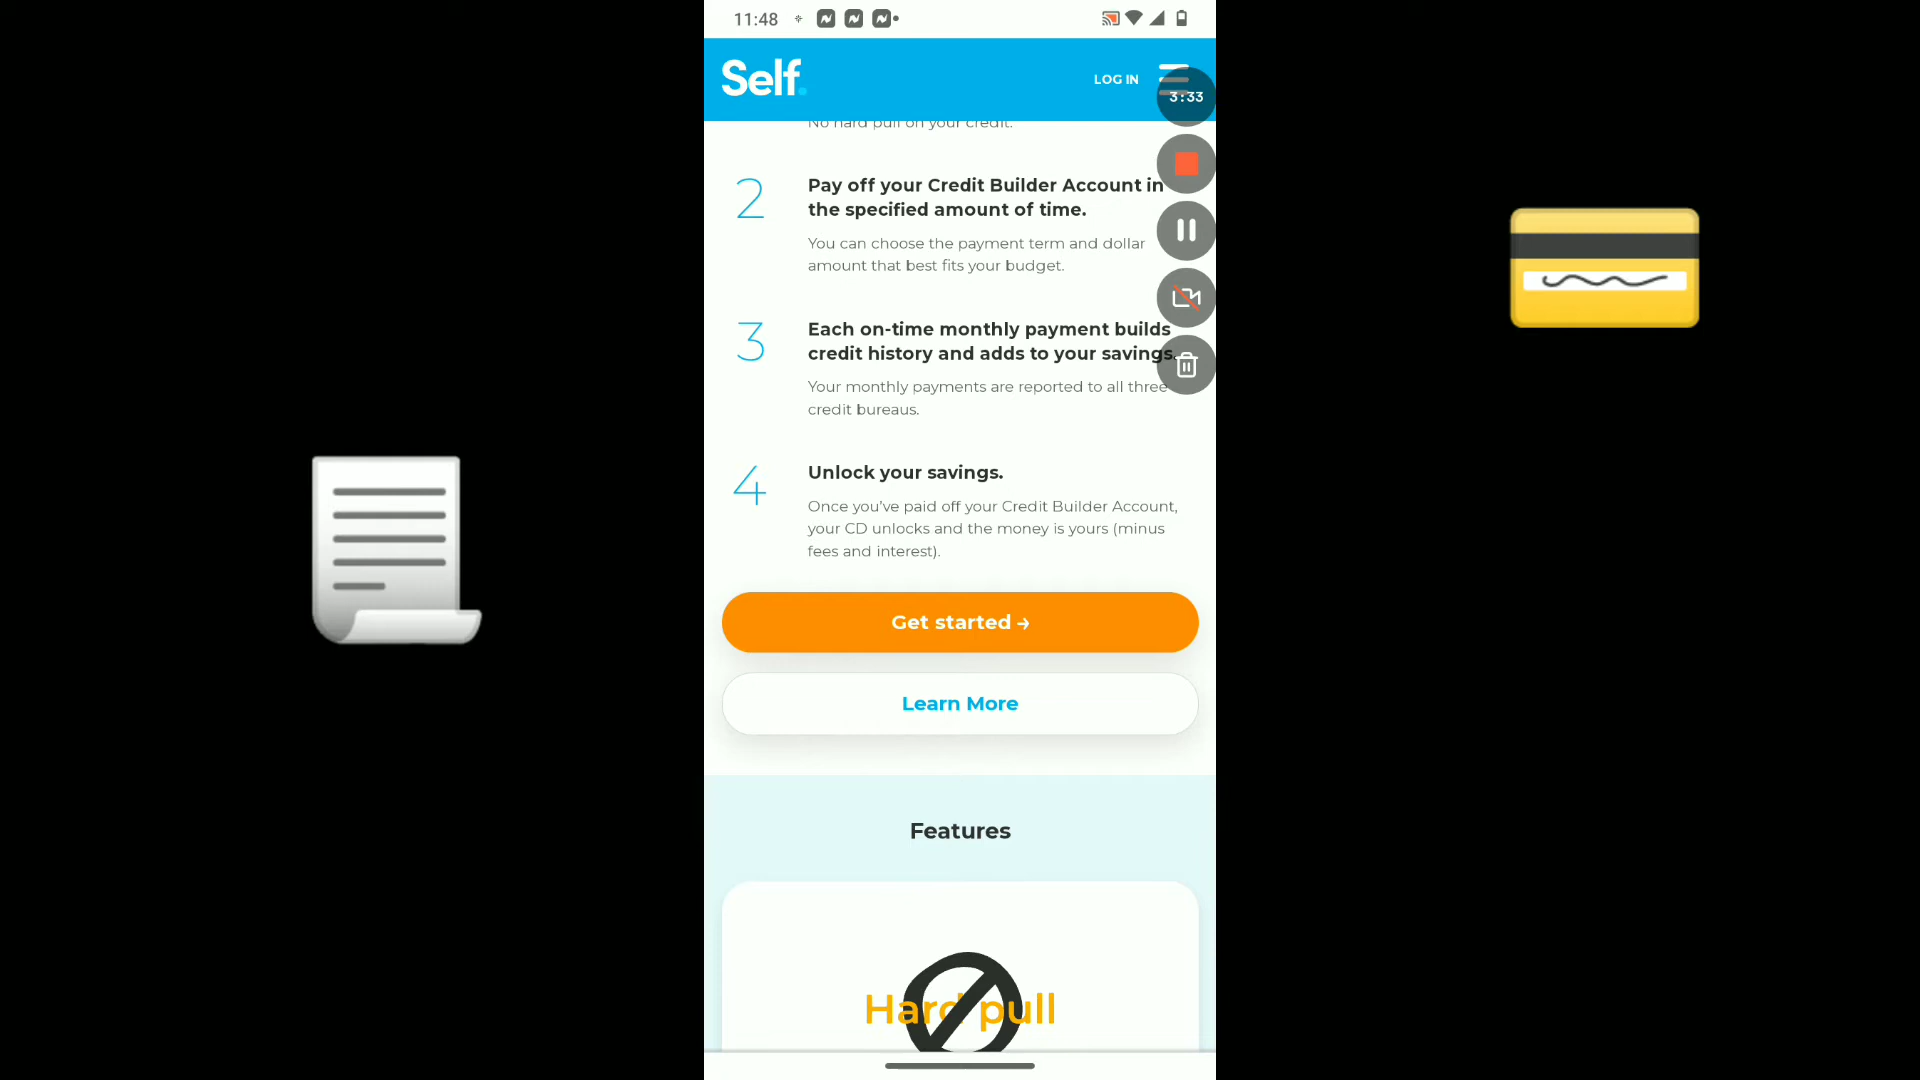 11:48
Self.
LOG IN
3:33
No hard pull on your credit.
2
Pay off your Credit Builder Account in
the specified amount of time.
You can choose the payment term and dollar
amount that best fits your budget.
3
Each on-time monthly payment builds
credit history and adds to your savings.
Your monthly payments are reported to all three
credit bureaus.
4
Unlock your savings.
Once you've paid off your Credit Builder Account,
your CD unlocks and the money is yours (minus
fees and interest).
Get started →
Learn More
Features
Hard pull